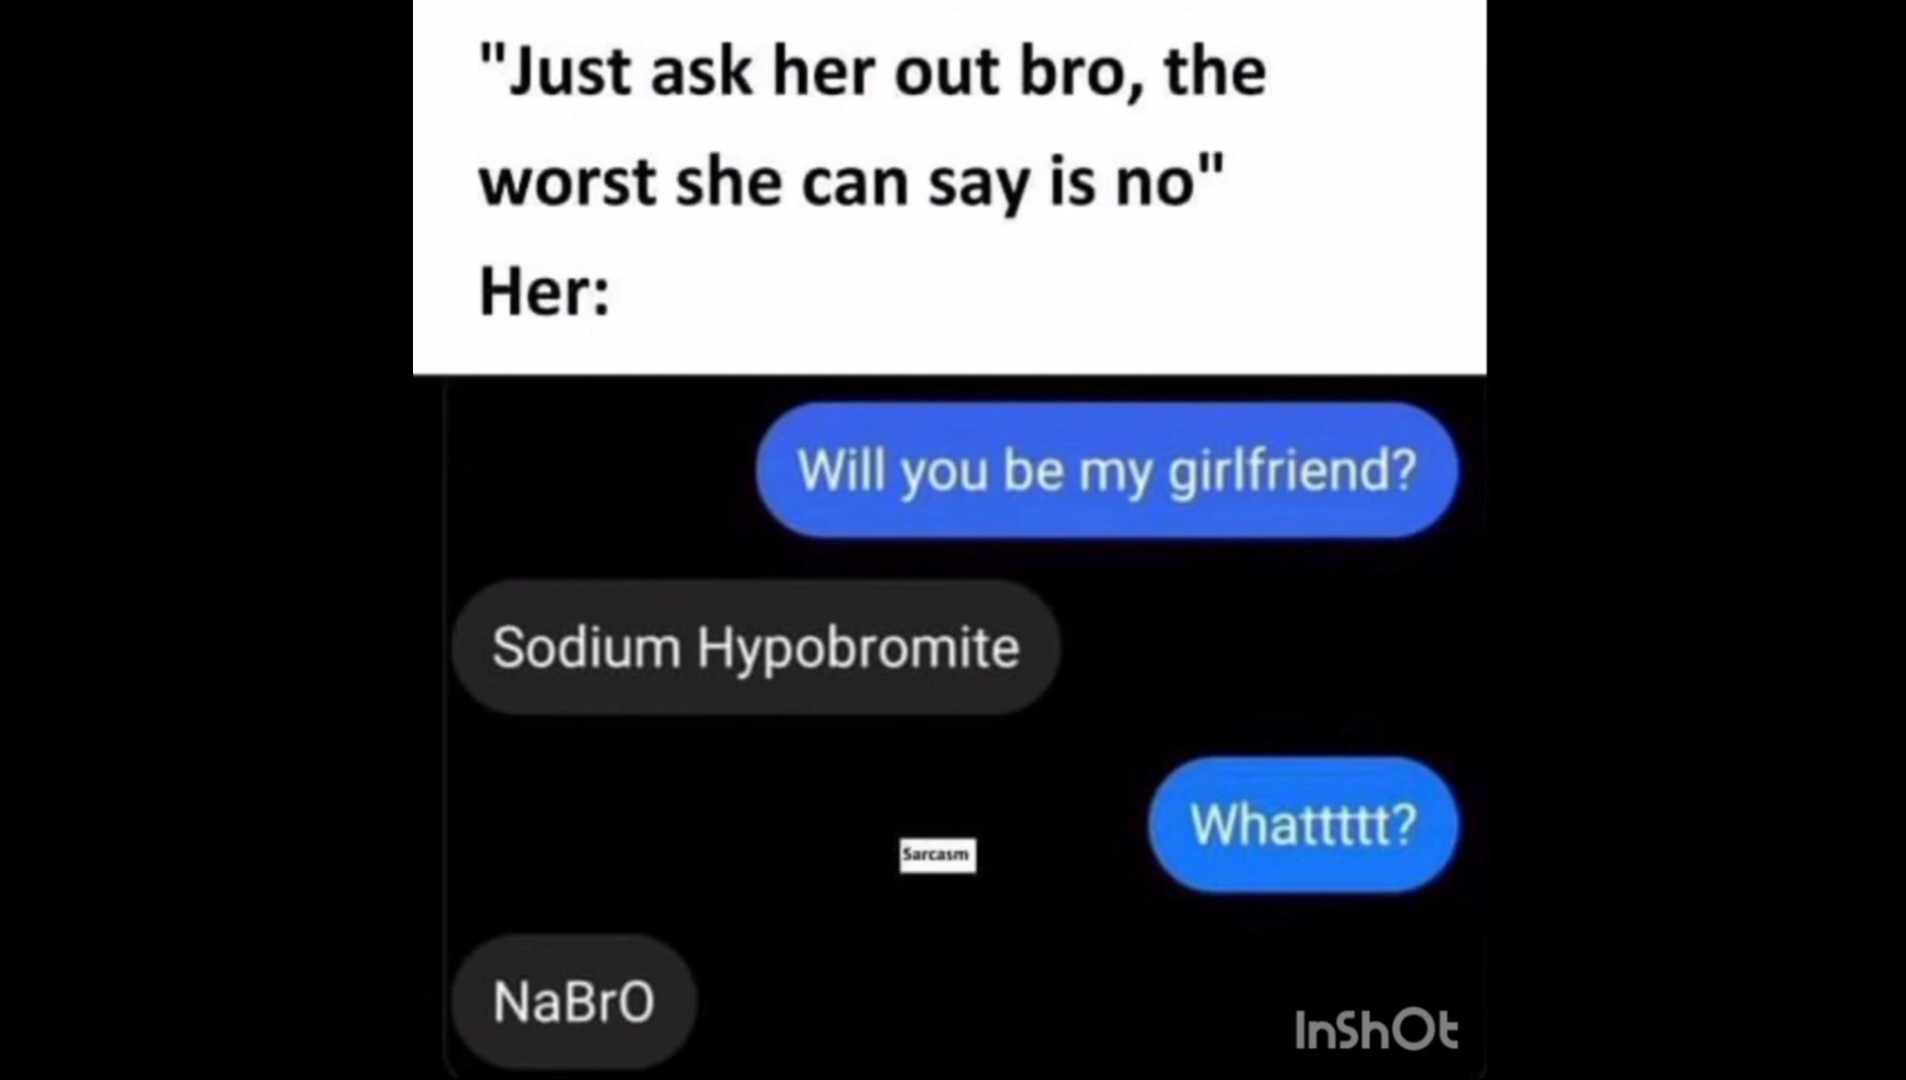 "Just ask her out bro, the
worst she can say is no"
Her:
Will you be my girlfriend?
Sodium Hypobromite
Whattttt?
Sarcasm
NaBrO
InShOt